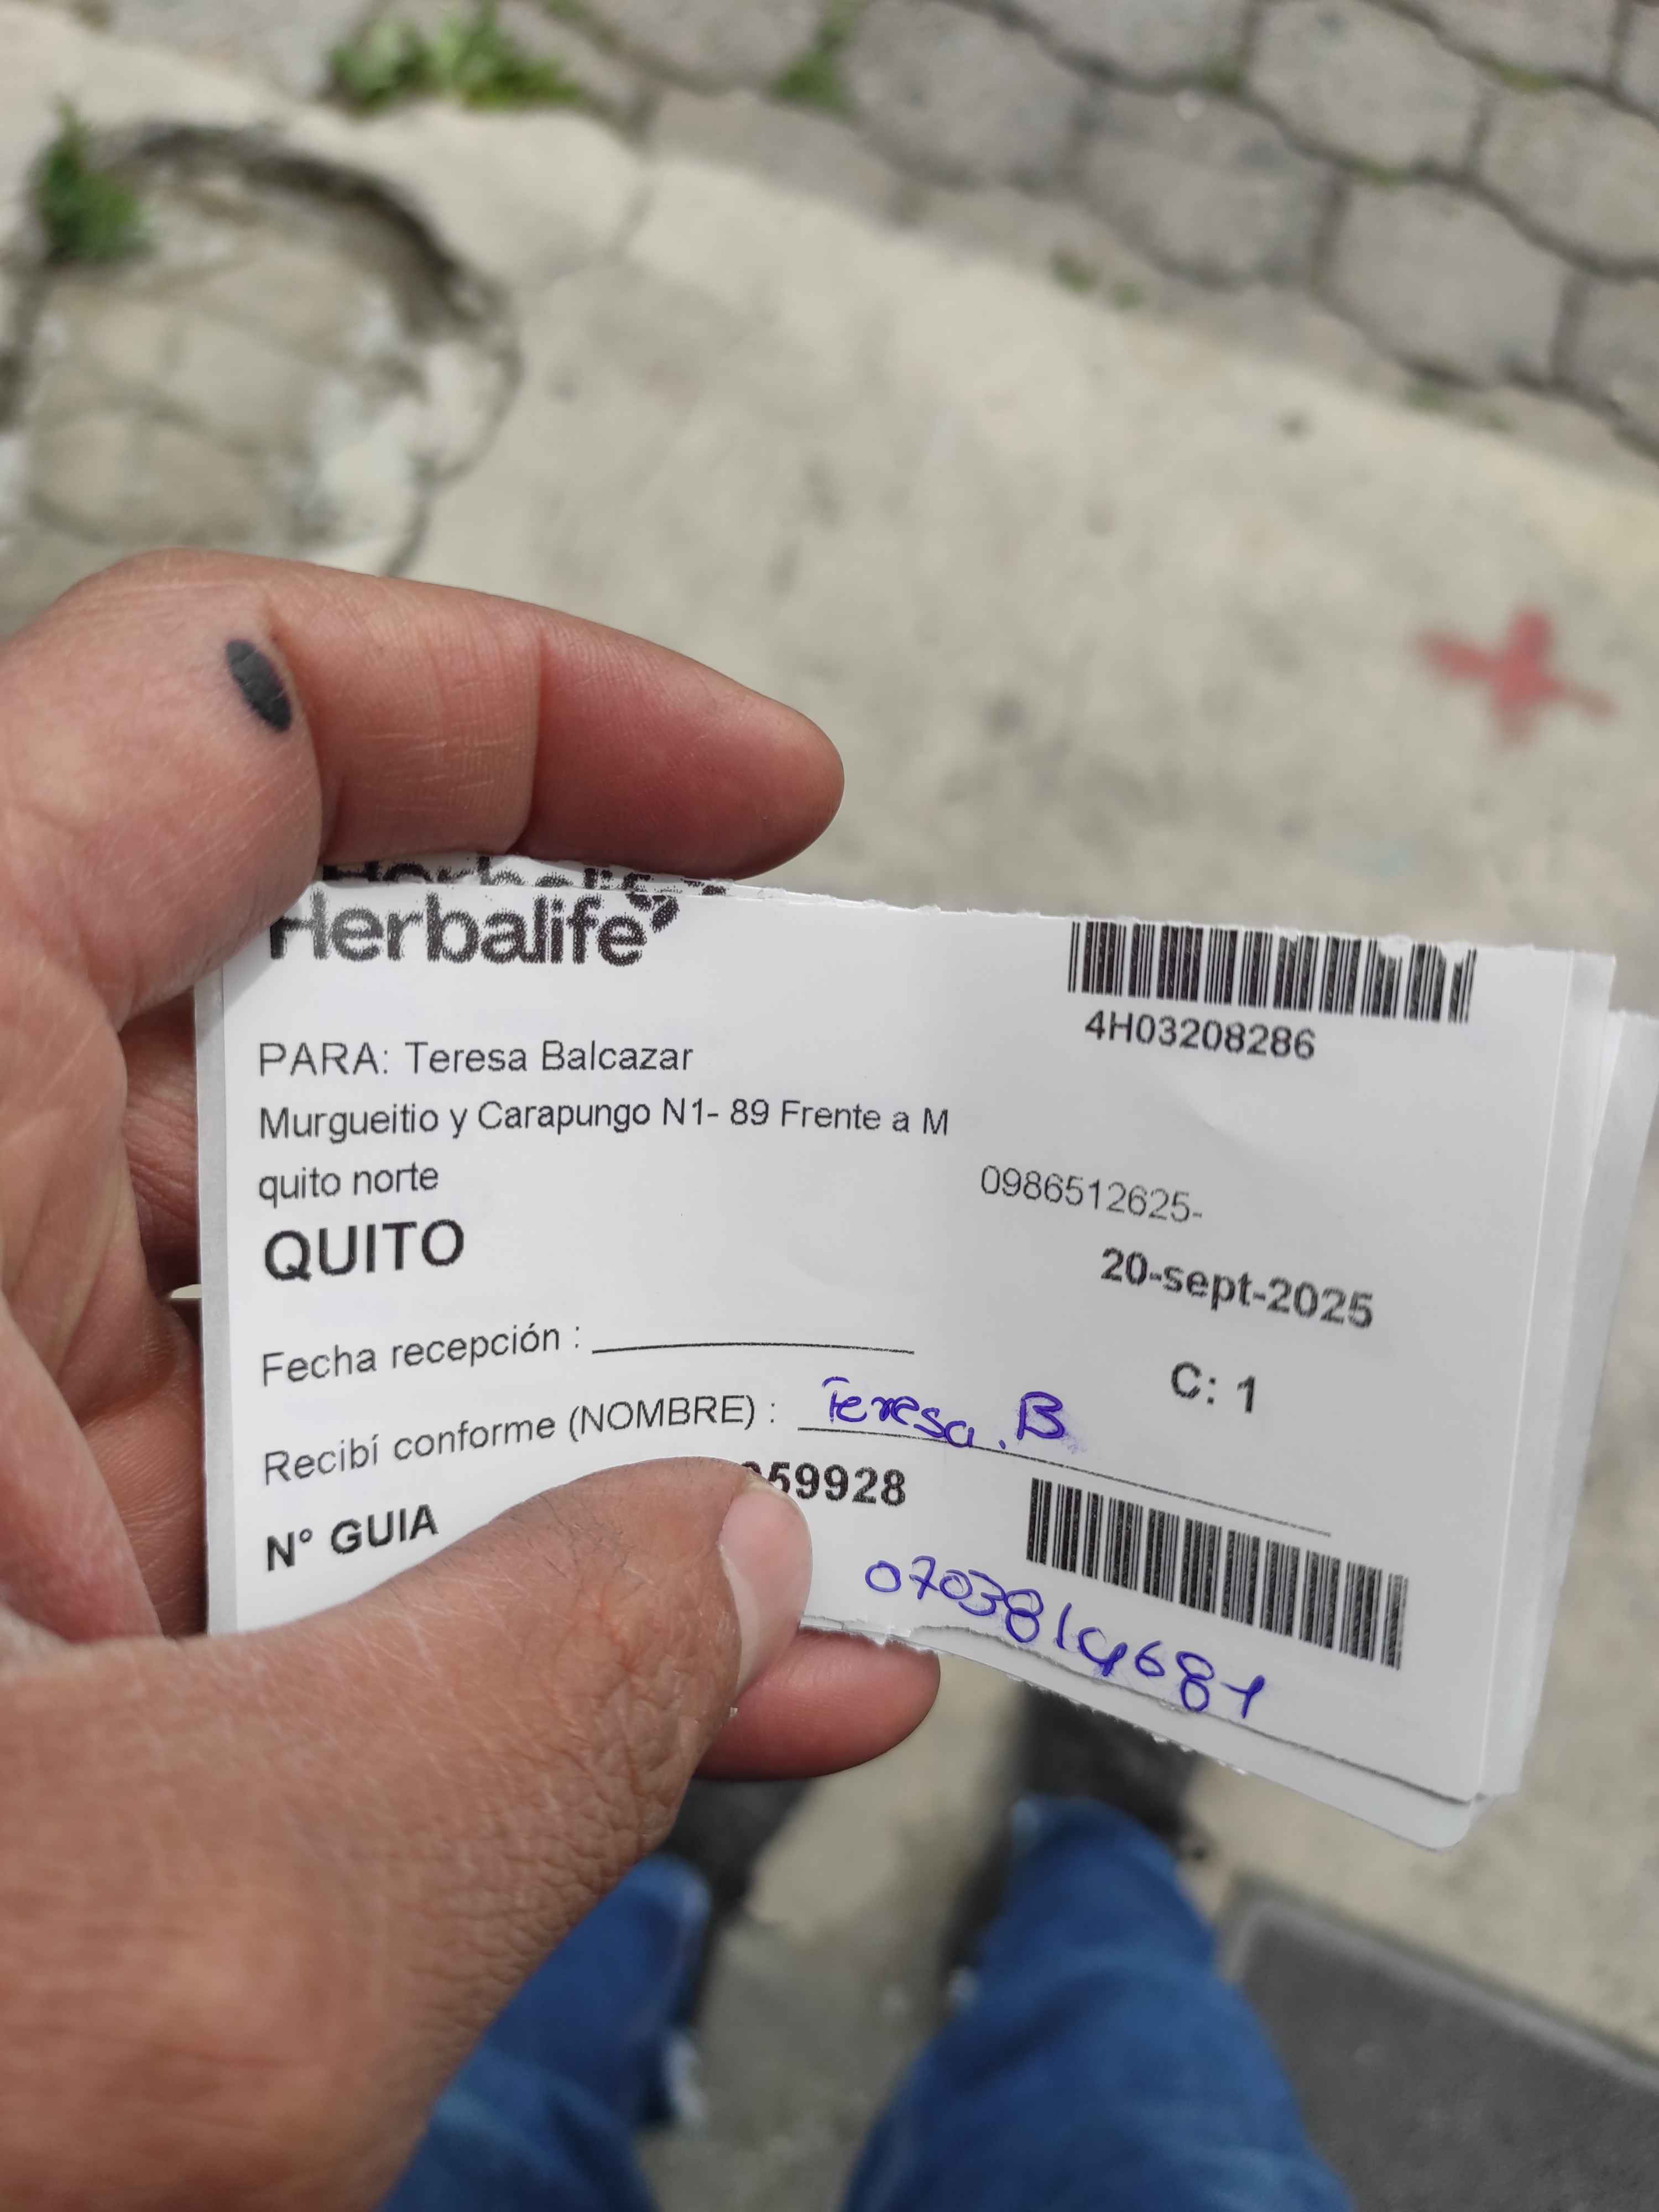 Herbalife
Herbalife
4H03208286
PARA: Teresa Balcazar
Murgueitio y Carapungo N1- 89 Frente a M
quito norte
0986512625-
QUITO
20-sept-2025
Fecha recepción :
C: 1
Recibí conforme (NOMBRE) : Teresa.B
N° GUIA 59928
0703814681